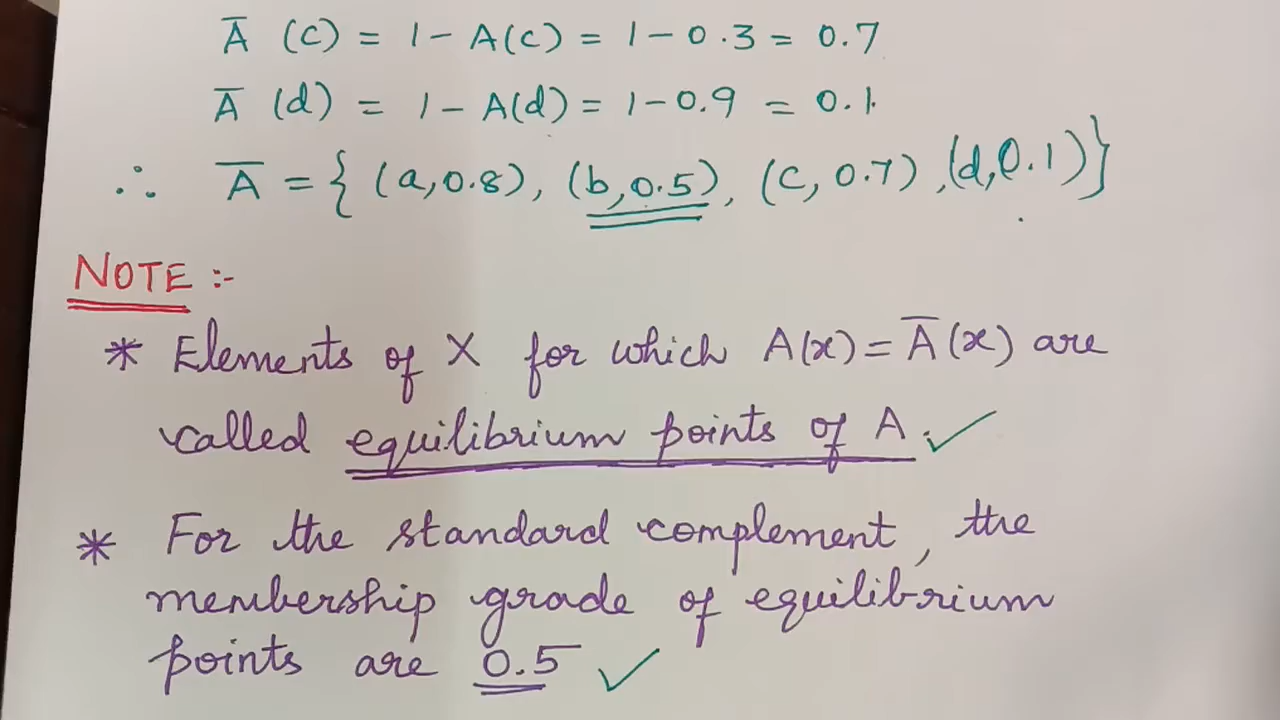 A̅ (c) = 1 - A(c) = 1 - 0.3 = 0.7
A̅ (d) = 1 - A(d) = 1 - 0.9 = 0.1
∴ A̅ = { (a, 0.8), (b, 0.5), (c, 0.7), (d, 0.1) }
NOTE :-
* Elements of X for which A(x) = A̅(x) are
called equilibrium points of A. ✓
* For the standard complement, the
membership grade of equilibrium
points are 0.5 ✓